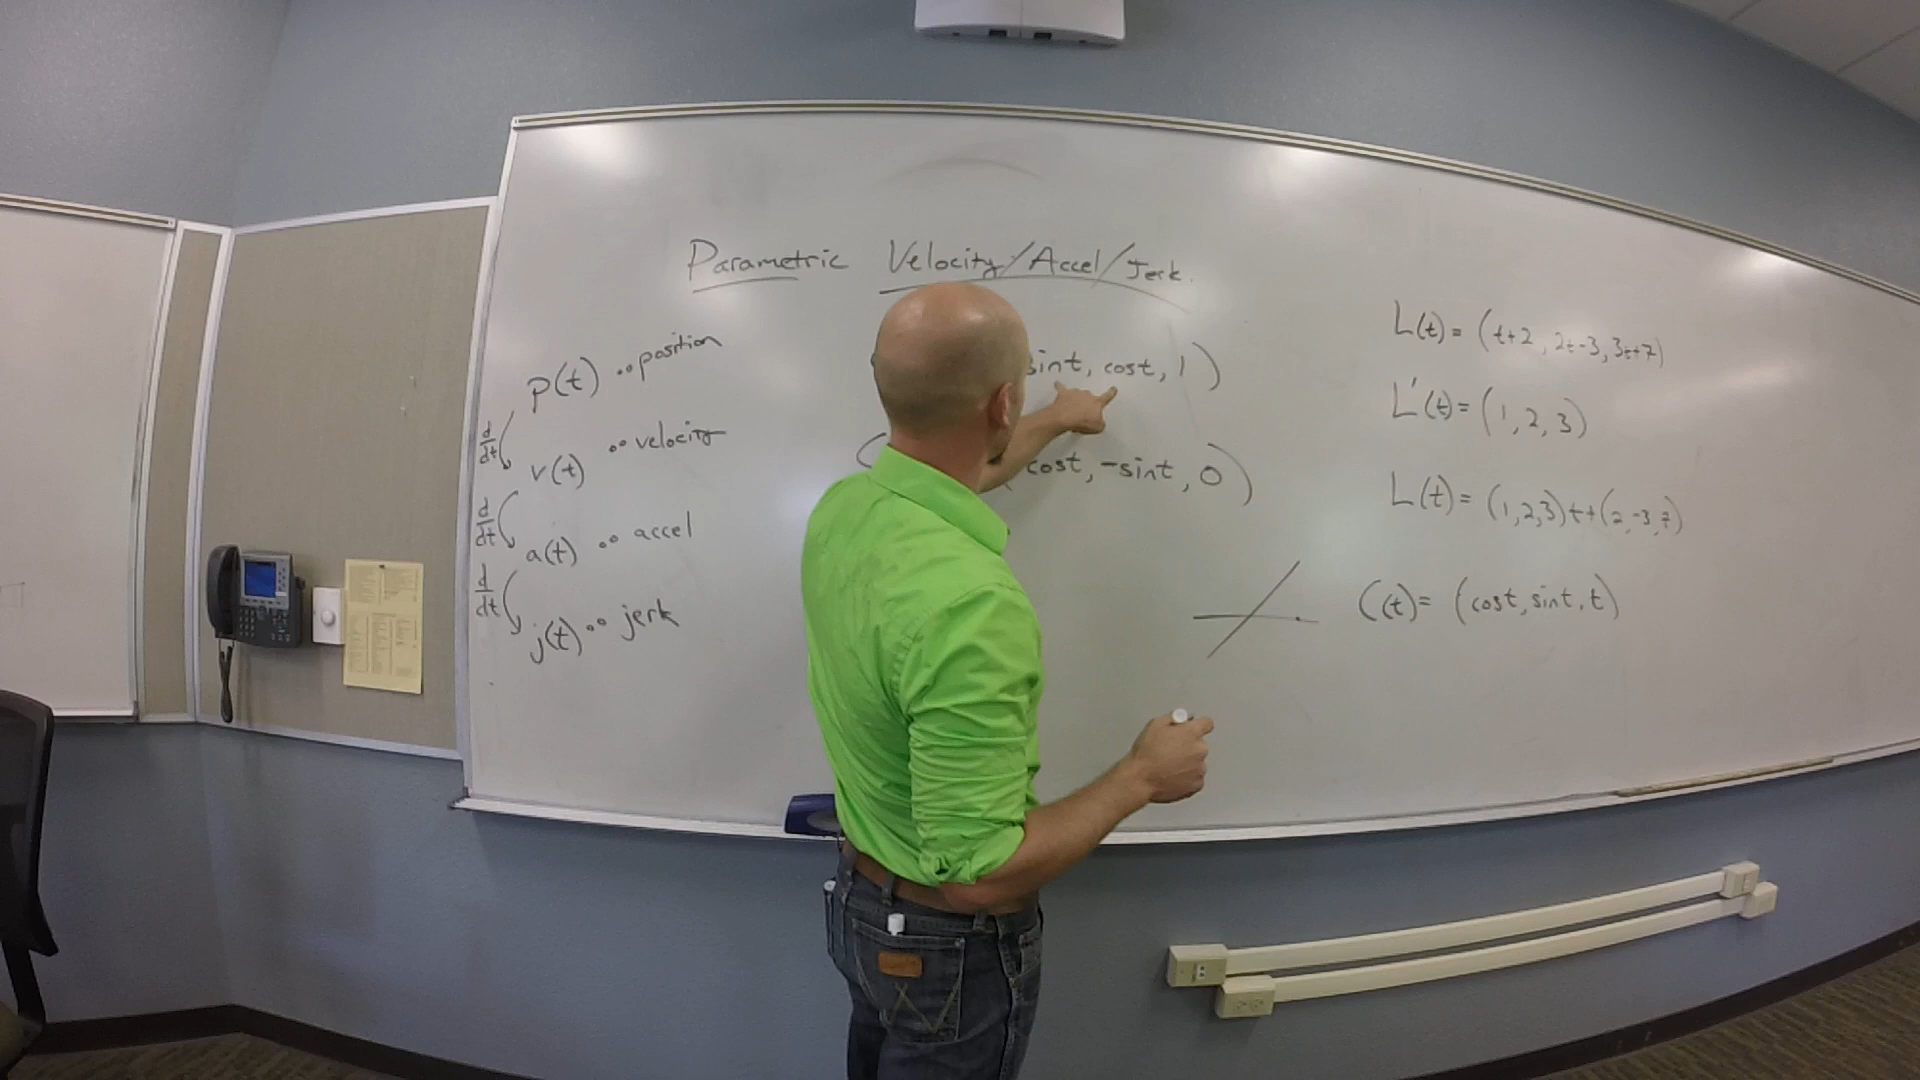 Parametric Velocity/Accel/Jerk.
p(t) .. position
d/dt
v(t) .. velocity
d/dt
a(t) .. accel
d/dt
j(t) .. jerk
sint, cost, 1)
cost, -sint, 0)
L(t) = (t+2, 2t-3, 3t+7)
L'(t) = (1, 2, 3)
L(t) = (1,2,3)t+(2,-3,7)
C(t) = (cost, sint, t)